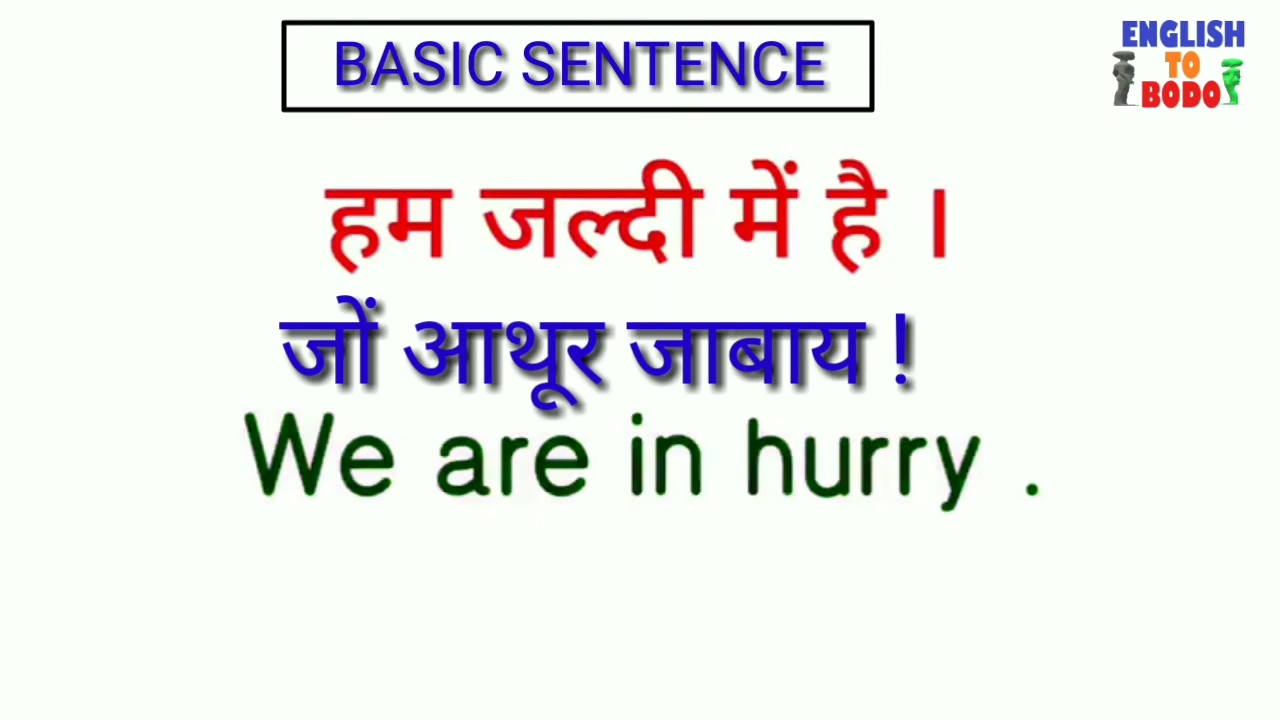 BASIC SENTENCE
ENGLISH
TO
BODO
हम जल्दी में है ।
जों आथूर जाबाय !
We are in hurry .